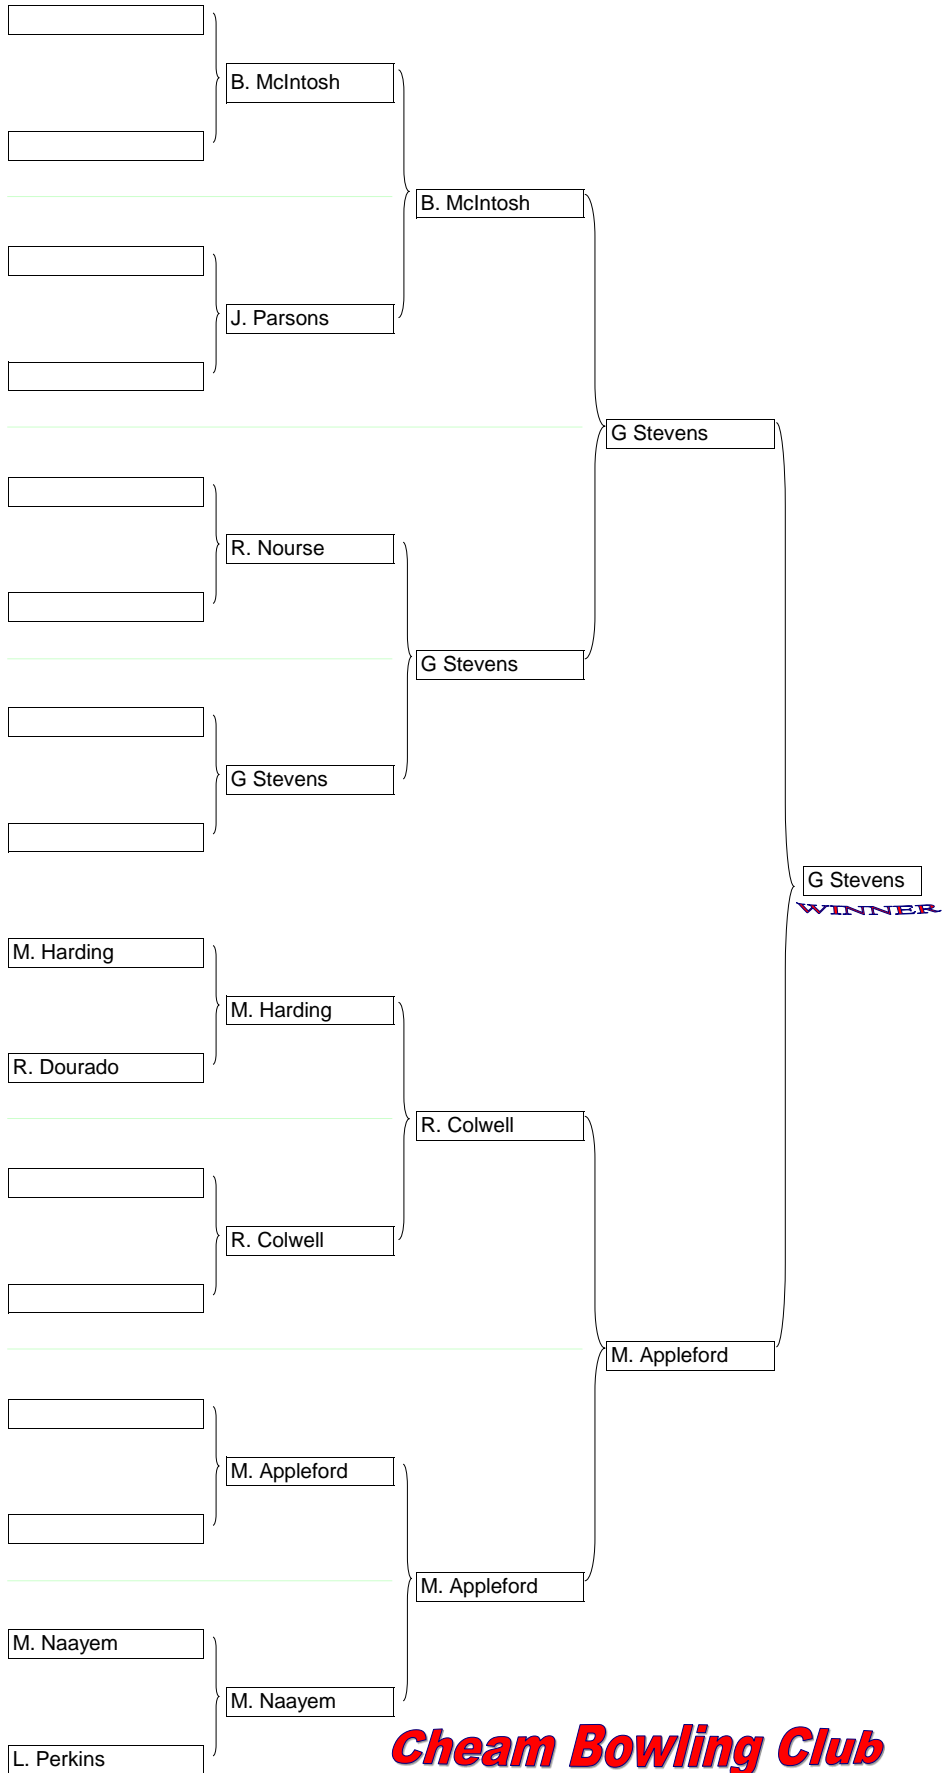 B. McIntosh
B. McIntosh
J. Parsons
G Stevens
R. Nourse
G Stevens
G Stevens
G Stevens
WINNER
M. Harding
M. Harding
R. Dourado
R. Colwell
R. Colwell
M. Appleford
M. Appleford
M. Appleford
M. Naayem
M. Naayem
L. Perkins
Cheam Bowling Club